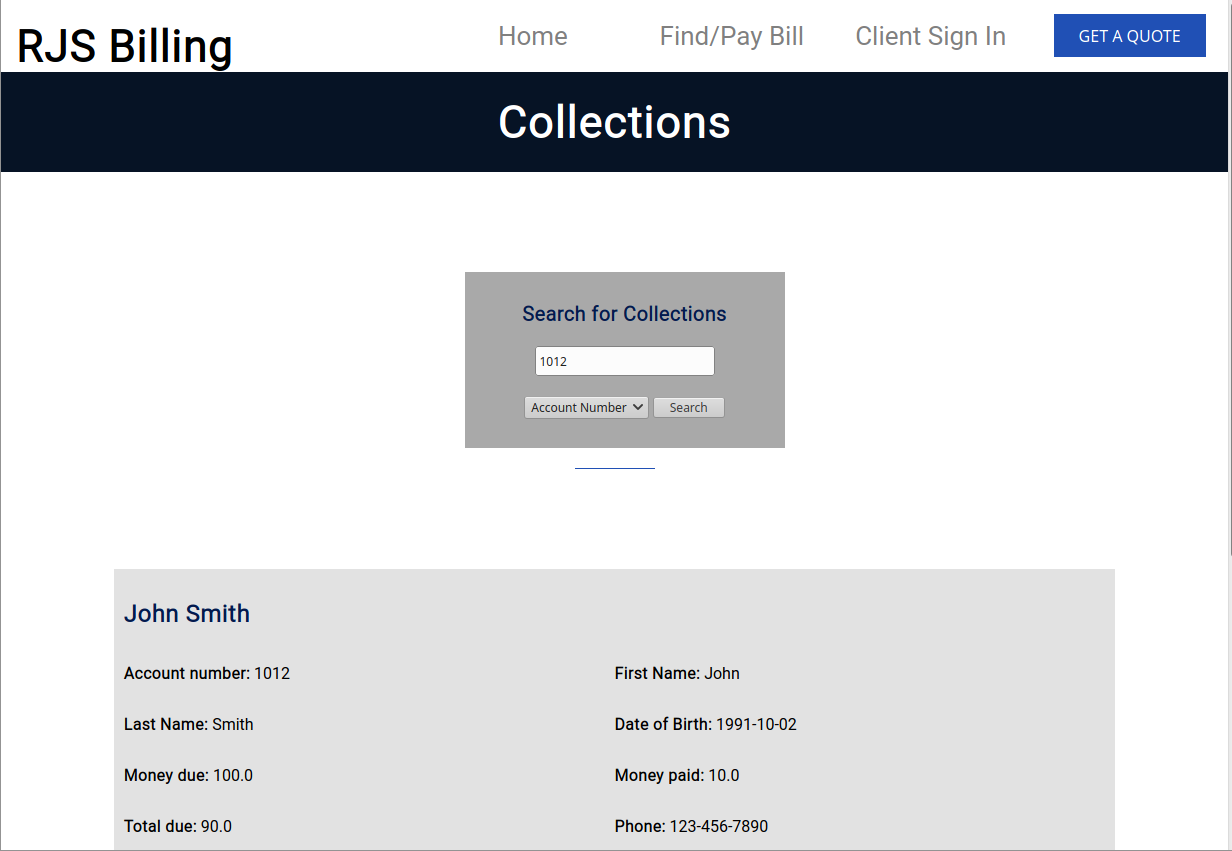 RJS Billing
Home Find/Pay Bill Client Sign In GET A QUOTE
Collections
Search for Collections
1012
Account Number Search
John Smith
Account number: 1012 First Name: John
Last Name: Smith Date of Birth: 1991-10-02
Money due: 100.0 Money paid: 10.0
Total due: 90.0 Phone: 123-456-7890